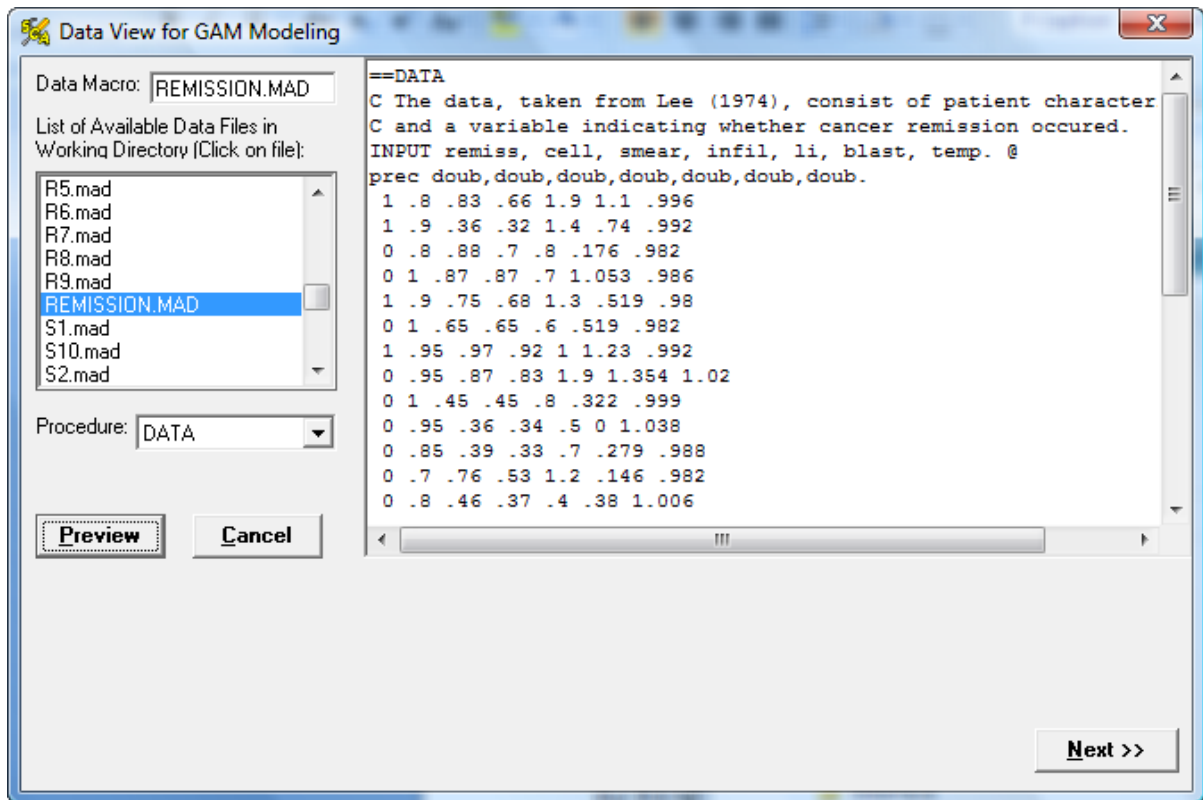 Data View for GAM Modeling
Data Macro: REMISSION.MAD
List of Available Data Files in
Working Directory (Click on file):
R5.mad
R6.mad
R7.mad
R8.mad
R9.mad
REMISSION.MAD
S1.mad
S10.mad
S2.mad
Procedure: DATA
Preview
Cancel
==DATA
C The data, taken from Lee (1974), consist of patient character
C and a variable indicating whether cancer remission occured.
INPUT remiss, cell, smear, infil, li, blast, temp. @
prec doub,doub,doub,doub,doub,doub,doub.
1 .8 .83 .66 1.9 1.1 .996
1 .9 .36 .32 1.4 .74 .992
0 .8 .88 .7 .8 .176 .982
0 1 .87 .87 .7 1.053 .986
1 .9 .75 .68 1.3 .519 .98
0 1 .65 .65 .6 .519 .982
1 .95 .97 .92 1 1.23 .992
0 .95 .87 .83 1.9 1.354 1.02
0 1 .45 .45 .8 .322 .999
0 .95 .36 .34 .5 0 1.038
0 .85 .39 .33 .7 .279 .988
0 .7 .76 .53 1.2 .146 .982
0 .8 .46 .37 .4 .38 1.006
Next >>